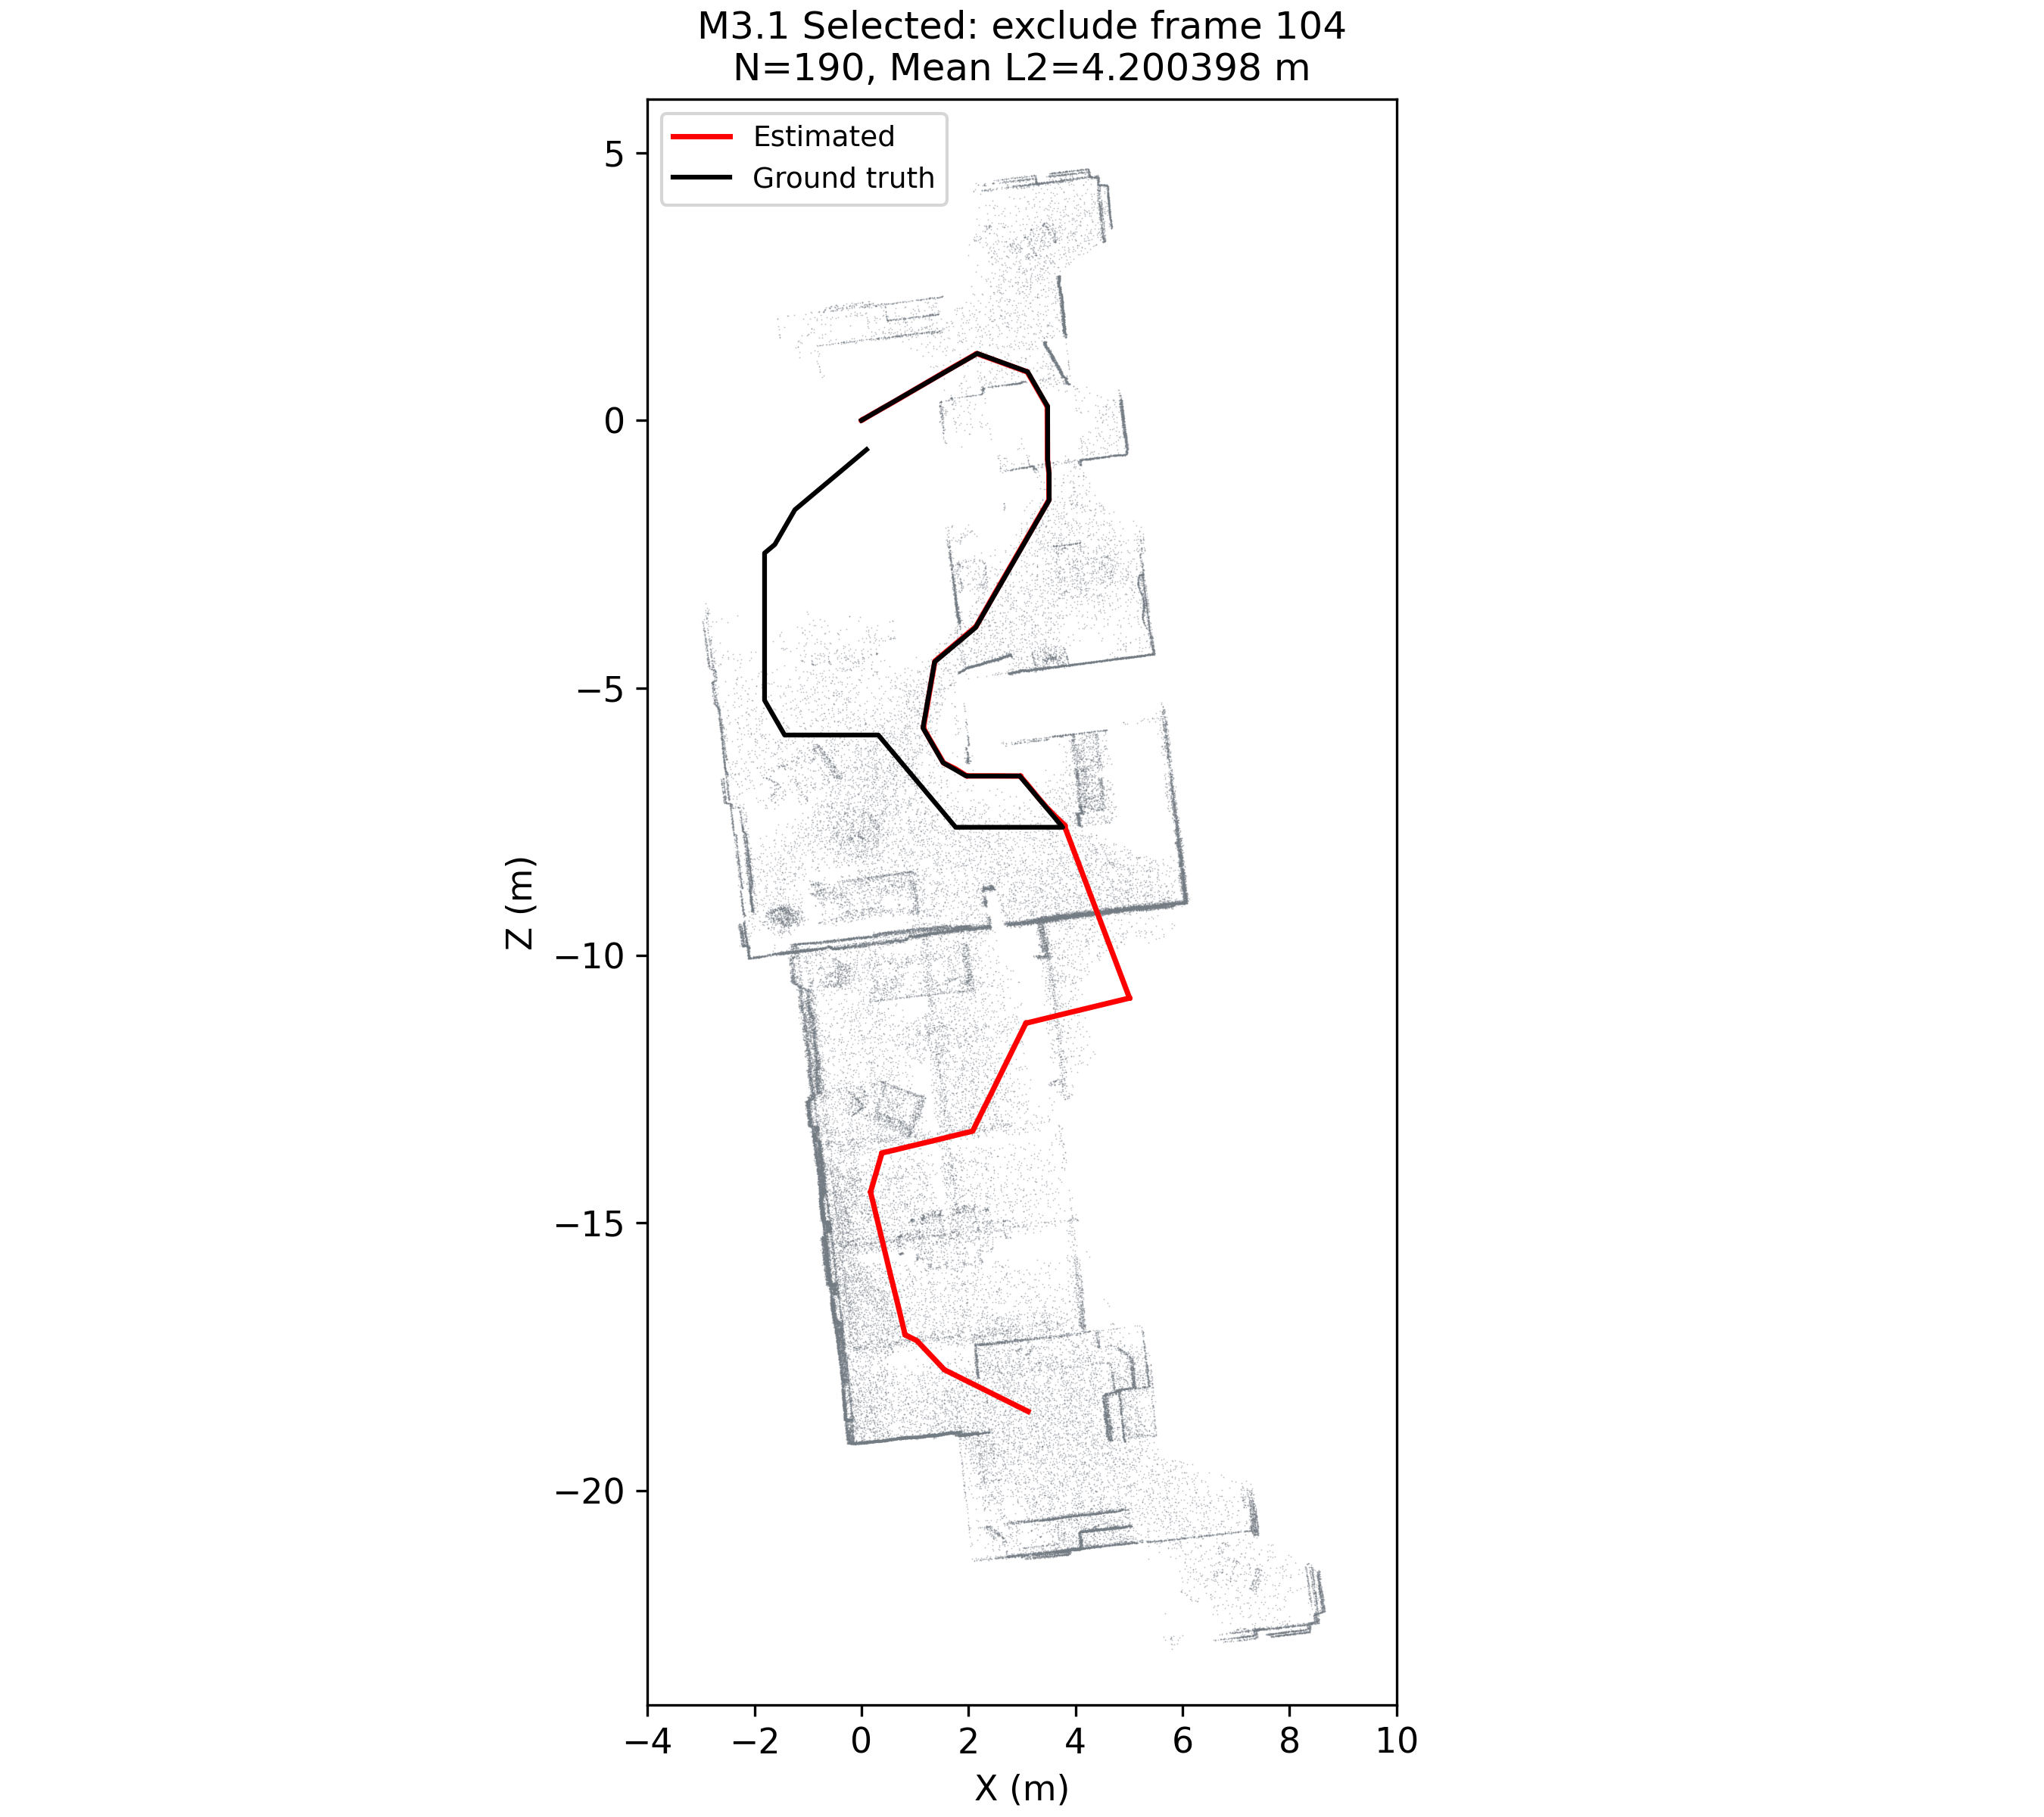 M3.1 Selected: exclude frame 104
N=190, Mean L2=4.200398 m
Estimated
Ground truth
5
0
−5
−10
−15
−20
Z (m)
−4 −2 0 2 4 6 8 10
X (m)